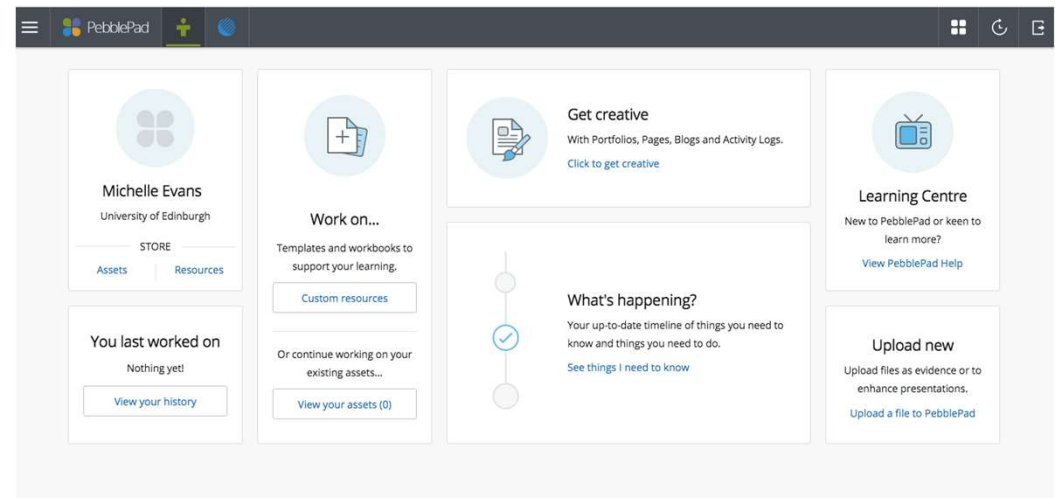 PebblePad
Michelle Evans
University of Edinburgh
STORE
Assets
Resources
You last worked on
Nothing yet!
View your history
Work on...
Templates and workbooks to
support your learning.
Custom resources
Or continue working on your
existing assets...
View your assets (0)
Get creative
With Portfolios, Pages, Blogs and Activity Logs.
Click to get creative
What's happening?
Your up-to-date timeline of things you need to
know and things you need to do.
See things I need to know
Learning Centre
New to PebblePad or keen to
learn more?
View PebblePad Help
Upload new
Upload files as evidence or to
enhance presentations.
Upload a file to PebblePad